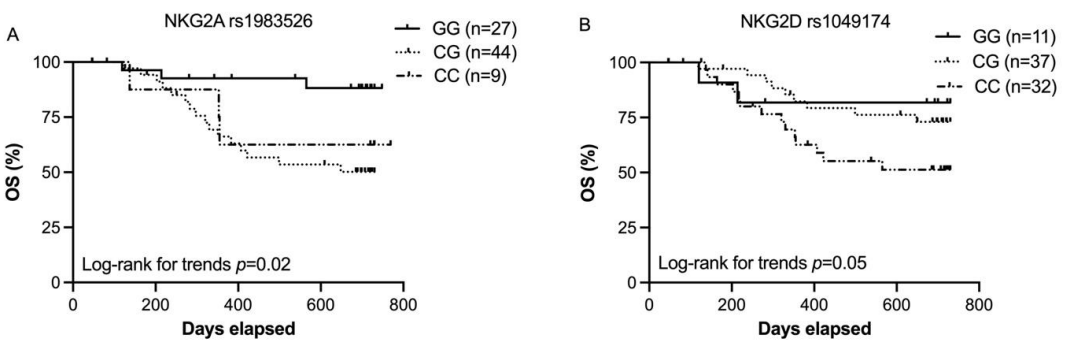 A
NKG2A rs1983526
GG (n=27)
CG (n=44)
CC (n=9)
100
75
50
25
0
OS (%)
Log-rank for trends p=0.02
0 200 400 600 800
Days elapsed
B
NKG2D rs1049174
GG (n=11)
CG (n=37)
CC (n=32)
100
75
50
25
0
OS (%)
Log-rank for trends p=0.05
0 200 400 600 800
Days elapsed